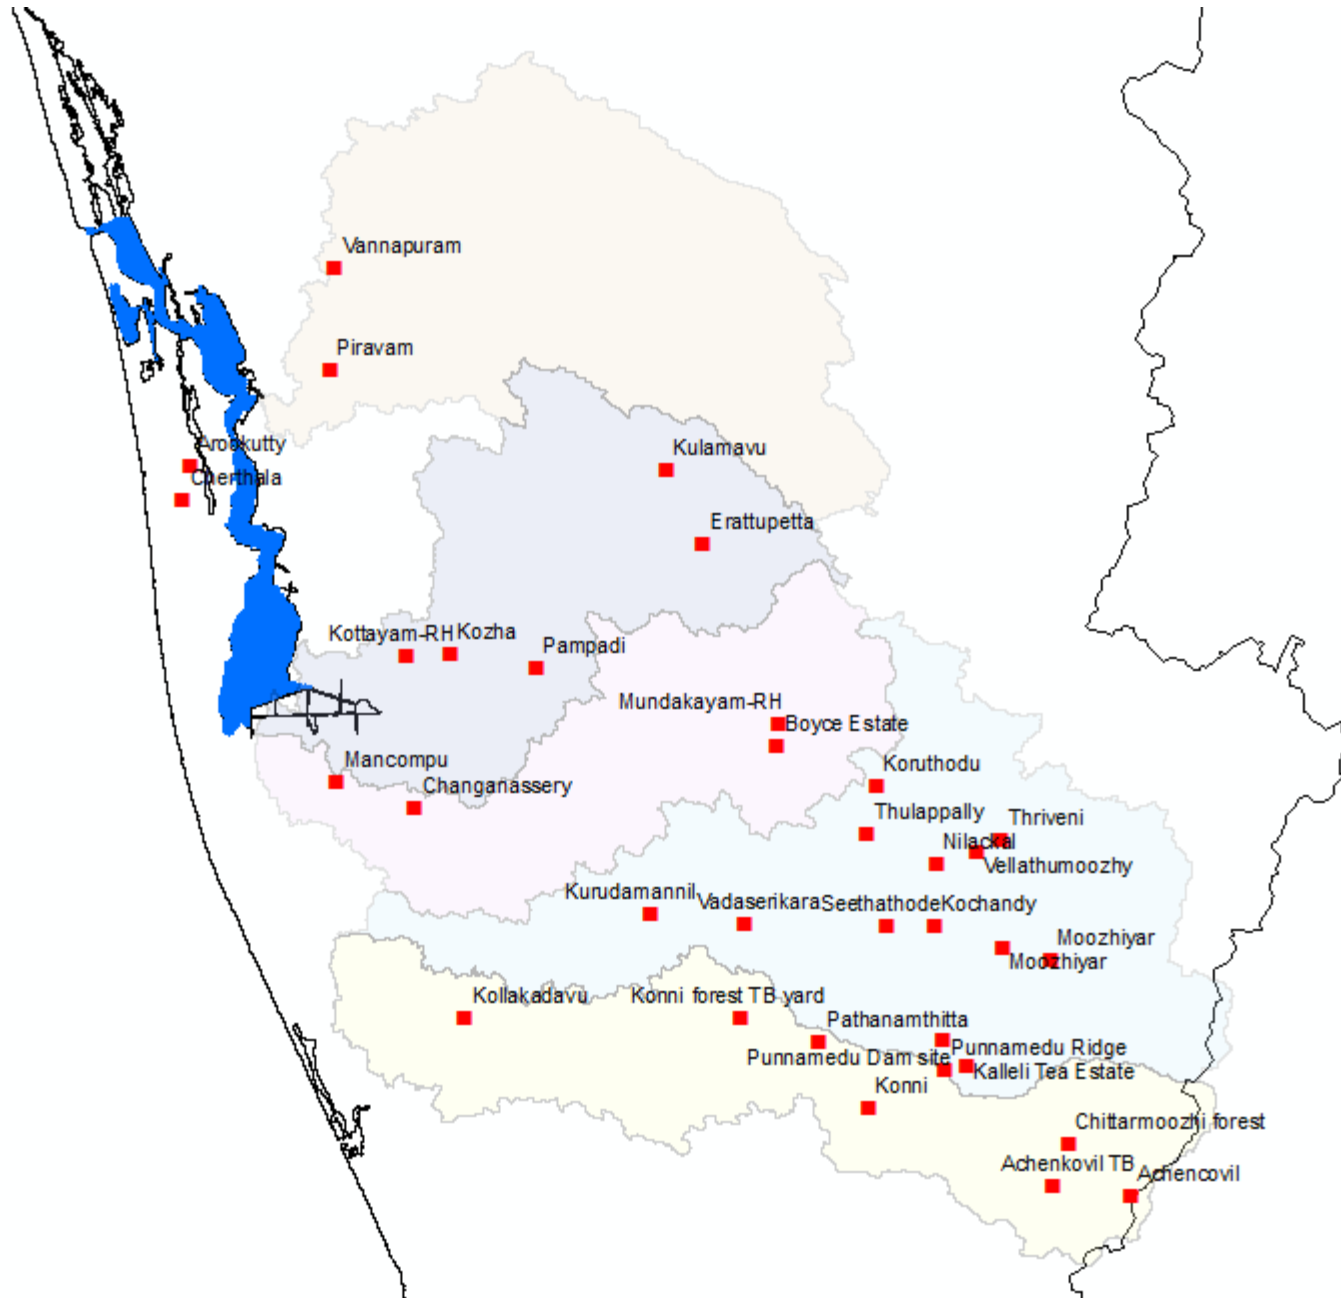 Vannapuram
Piravam
Arookutty
Cherthala
Kulamavu
Erattupetta
Kottayam-RH
Kozha
Pampadi
Mundakayam-RH
Boyce Estate
Mancompu
Changanassery
Koruthodu
Thulappally
Thriveni
Nilackal
Vellathumoozhy
Kurudamannil
Vadaserikara
Seethathode
Kochandy
Moozhiyar
Moozhiyar
Kollakadavu
Konni forest TB yard
Pathanamthitta
Punnamedu Ridge
Punnamedu Dam site
Kalleli Tea Estate
Konni
Chittarmoozhi forest
Achenkovil TB
Achencovil